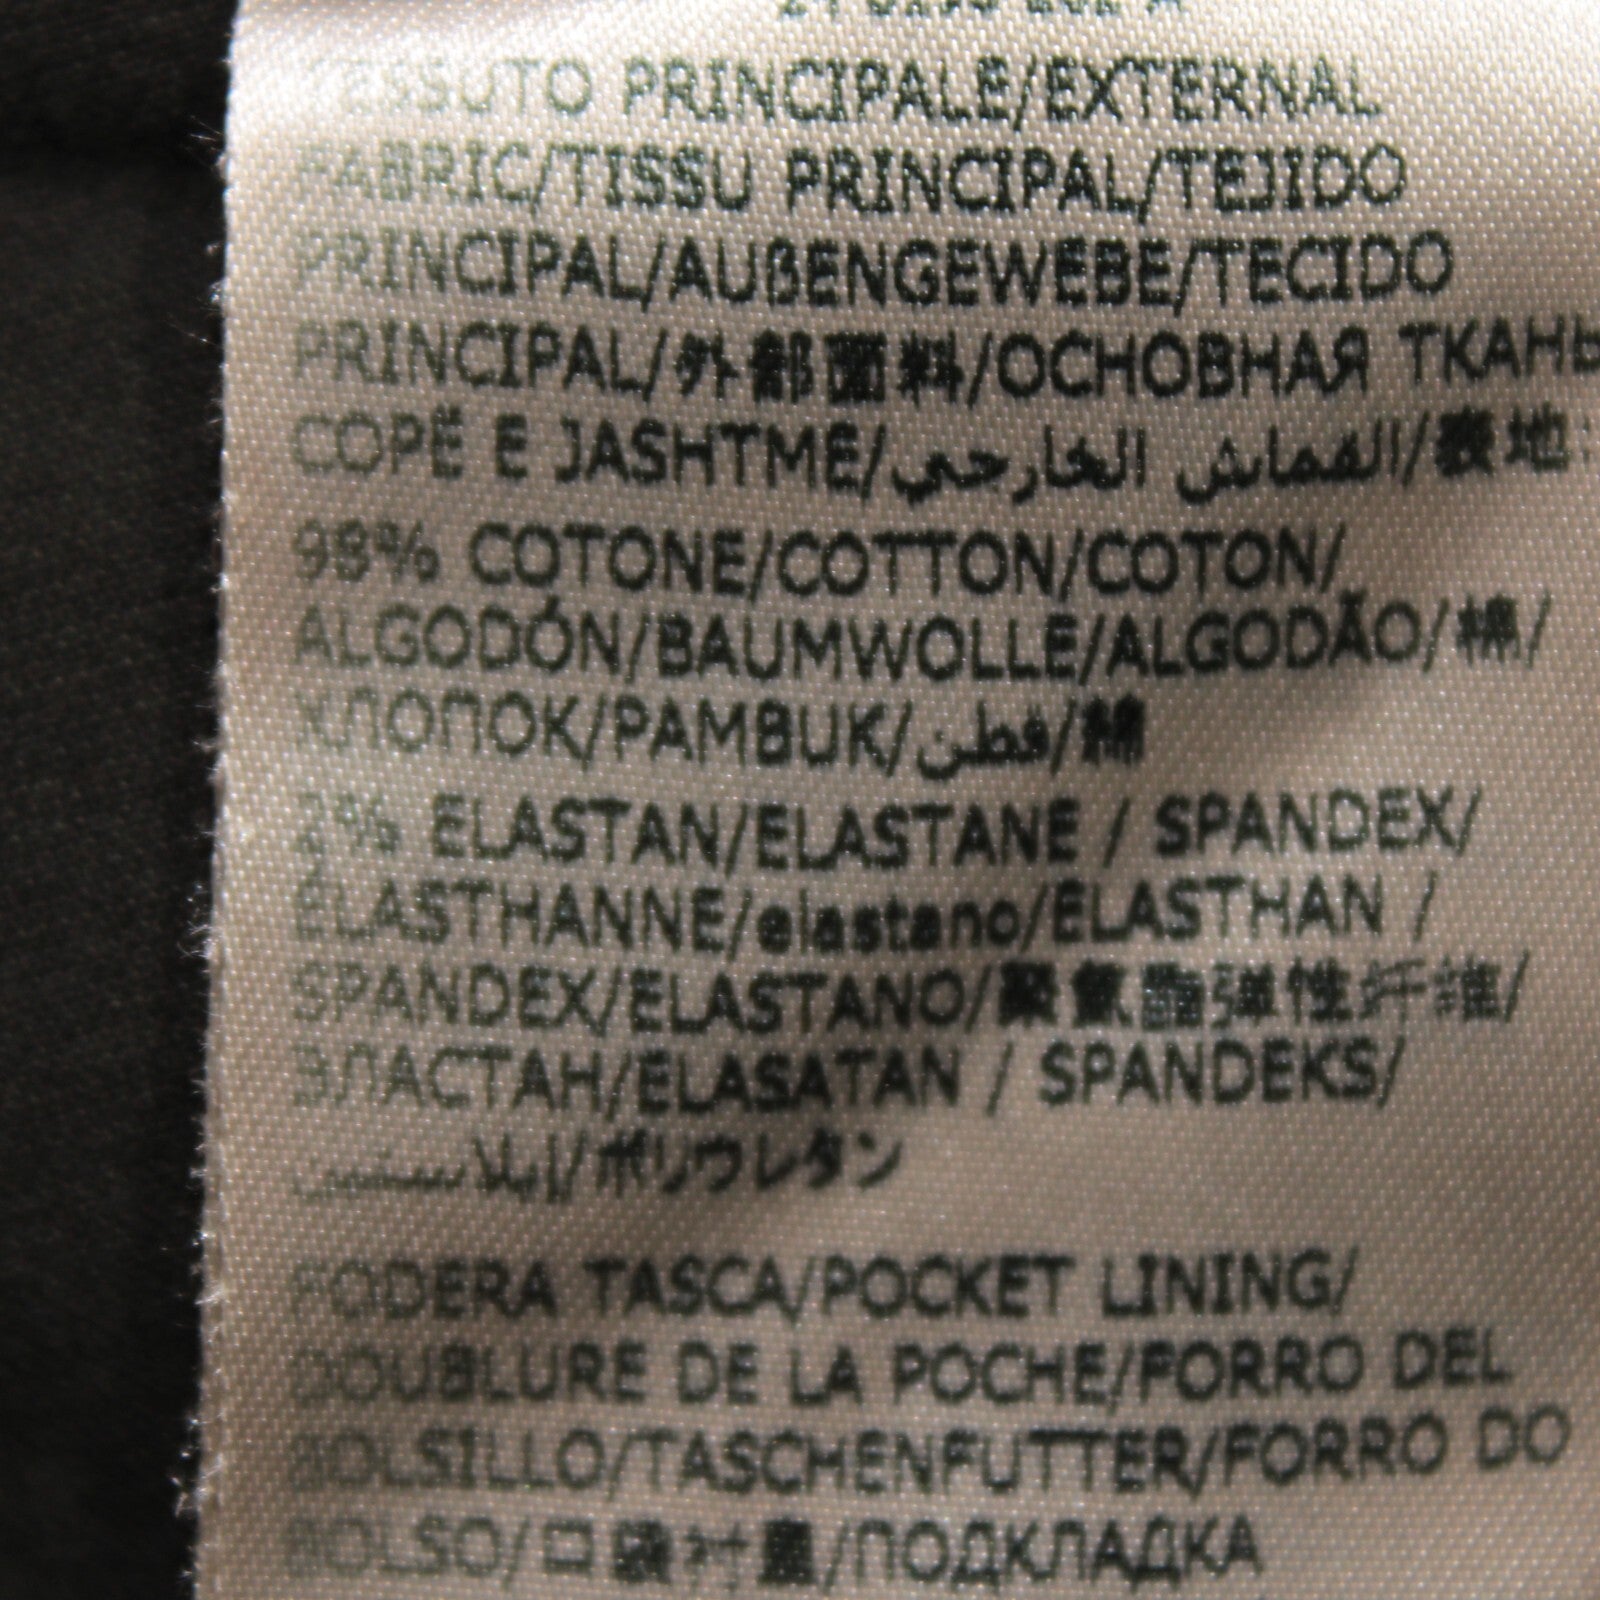 TESSUTO PRINCIPALE/EXTERNAL
FABRIC/TISSU PRINCIPAL/TEJIDO
PRINCIPAL/AUßENGEWEBE/TECIDO
PRINCIPAL/外部面料/ОСНОВНАЯ ТКАНЬ
COPË E JASHTME/القماش الخارجي/表地:
98% COTONE/COTTON/COTON/
ALGODÓN/BAUMWOLLE/ALGODÃO/棉/
ХЛОПОК/PAMBUK/قطن/綿
2% ELASTAN/ELASTANE / SPANDEX/
ÉLASTHANNE/elastano/ELASTHAN /
SPANDEX/ELASTANO/聚氨酯弹性纤维/
ЭЛАСТАН/ELASATAN / SPANDEKS/
إيلاستين/ポリウレタン
FODERA TASCA/POCKET LINING/
DOUBLURE DE LA POCHE/FORRO DEL
BOLSILLO/TASCHENFUTTER/FORRO DO
BOLSO/口袋衬里/ПОДКЛАДКА